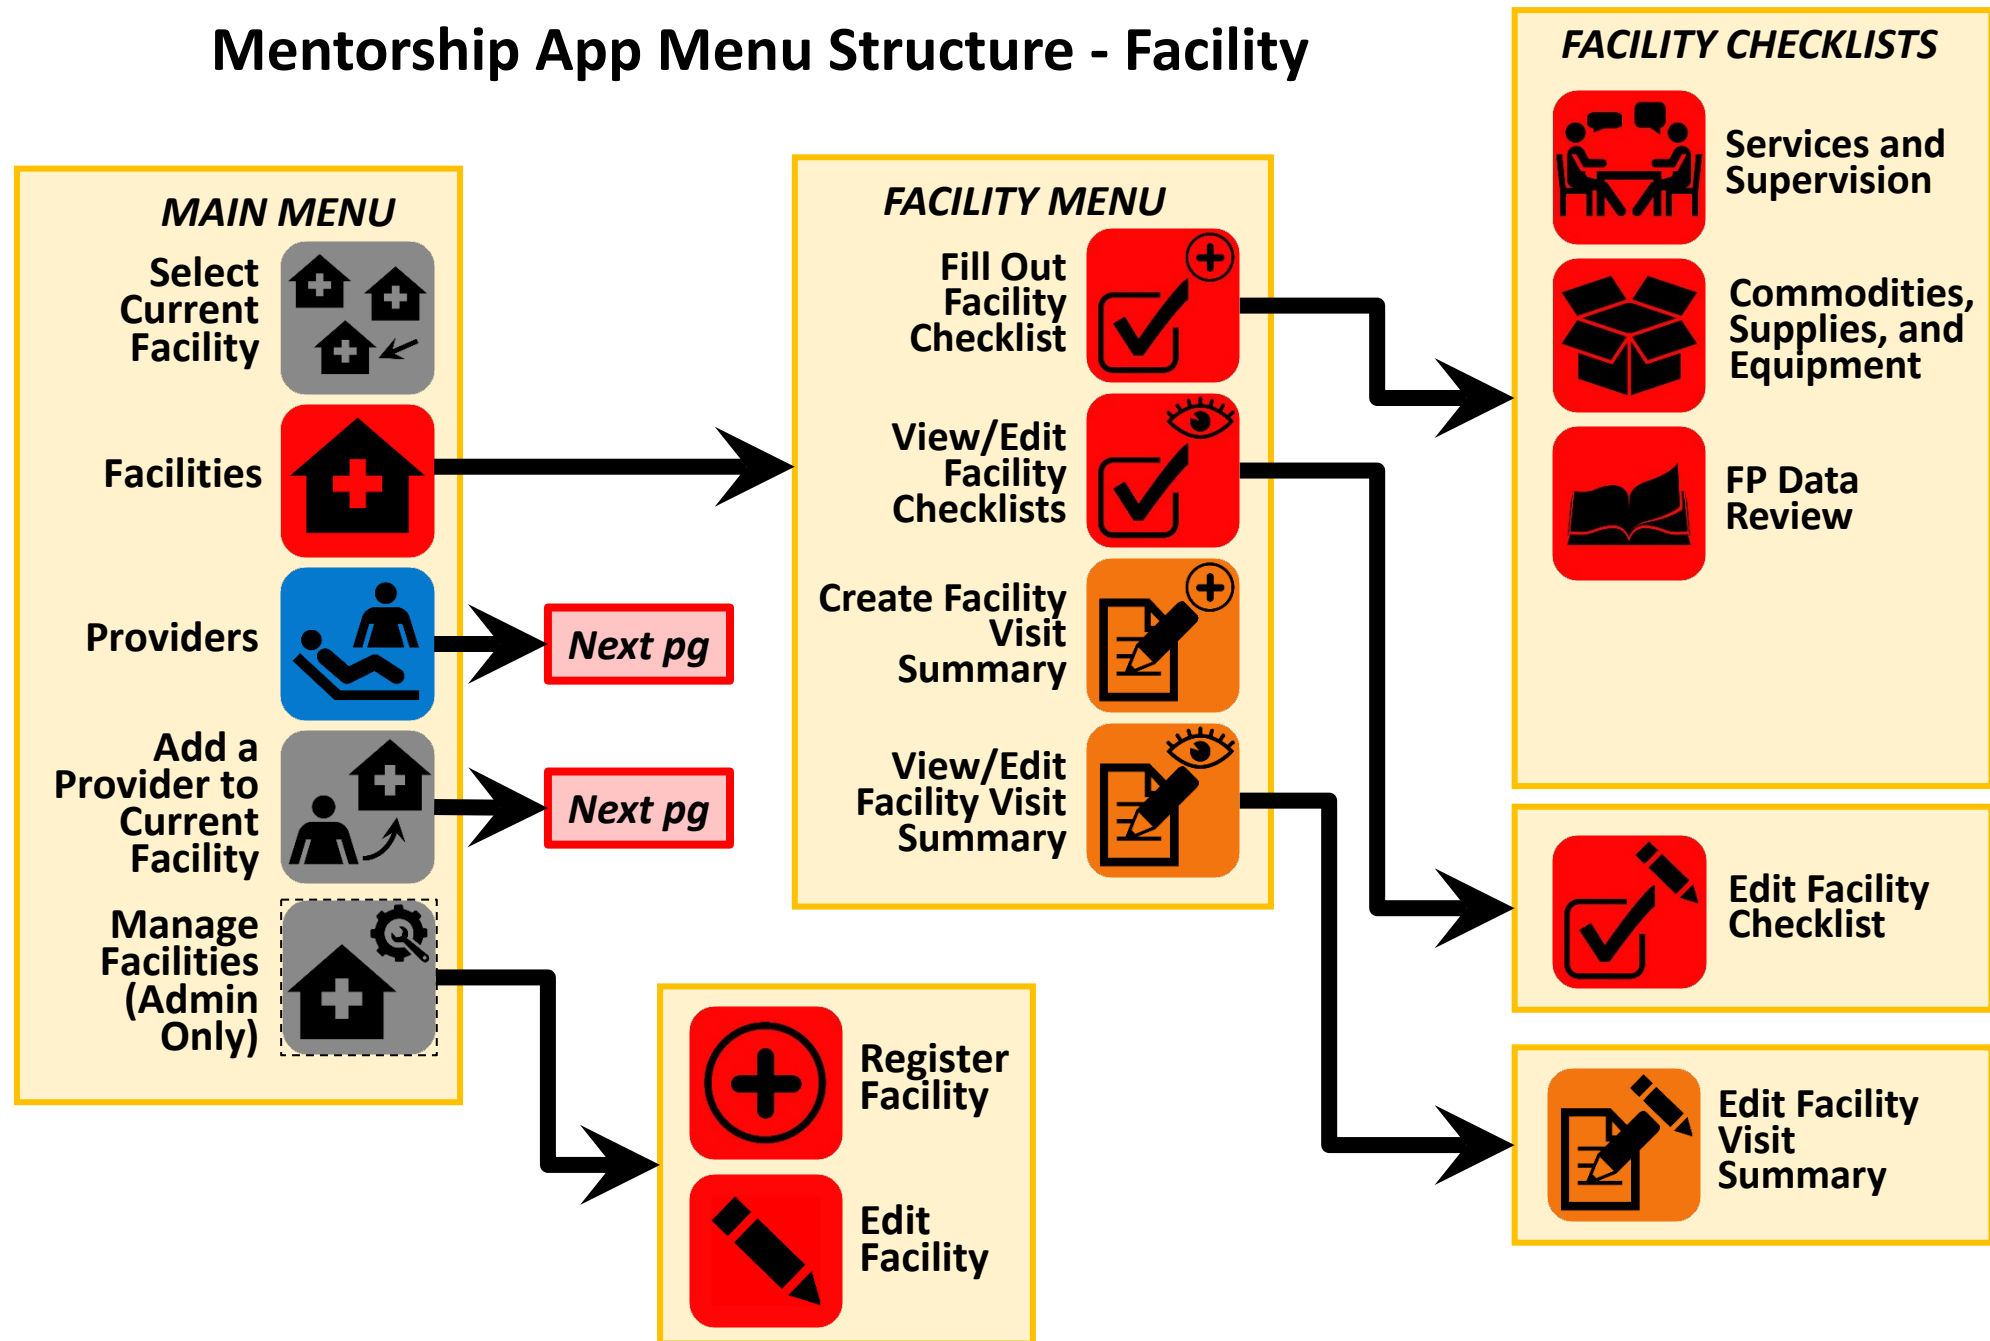 Mentorship App Menu Structure - Facility
MAIN MENU
Select
Current
Facility
Facilities
Providers
Next pg
Add a
Provider to
Current
Facility
Next pg
Manage
Facilities
(Admin
Only)
Register
Facility
Edit
Facility
FACILITY MENU
Fill Out
Facility
Checklist
View/Edit
Facility
Checklists
Create Facility
Visit
Summary
View/Edit
Facility Visit
Summary
FACILITY CHECKLISTS
Services and
Supervision
Commodities,
Supplies, and
Equipment
FP Data
Review
Edit Facility
Checklist
Edit Facility
Visit
Summary